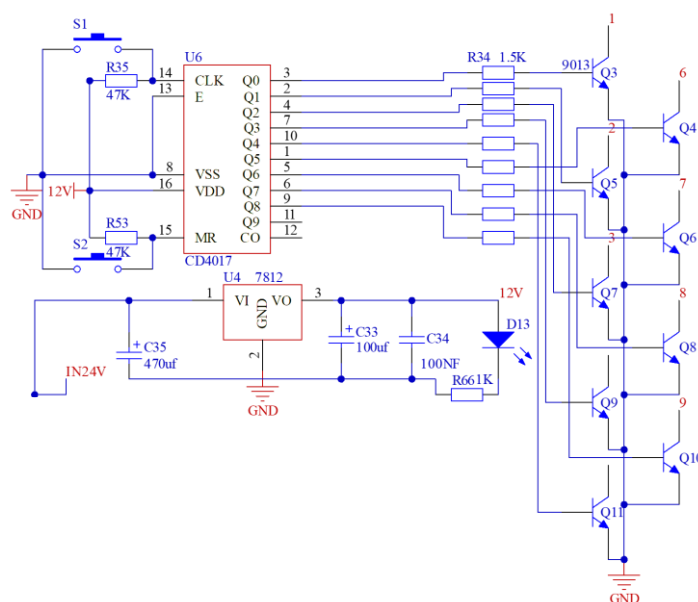 S1
U6
R35
47K
14
13
8
16
15
CLK
E
VSS
VDD
MR
Q0
Q1
Q2
Q3
Q4
Q5
Q6
Q7
Q8
Q9
CO
3
2
4
7
10
1
5
6
9
11
12
CD4017
GND
12V
R53
47K
S2
R34 1.5K
9013
1
Q3
6
Q4
2
Q5
7
Q6
3
Q7
8
Q8
Q9
9
Q10
Q11
GND
U4 7812
1
VI
VO
GND
3
2
12V
C35
470uf
C33
100uf
C34
100NF
D13
R66 1K
IN24V
GND